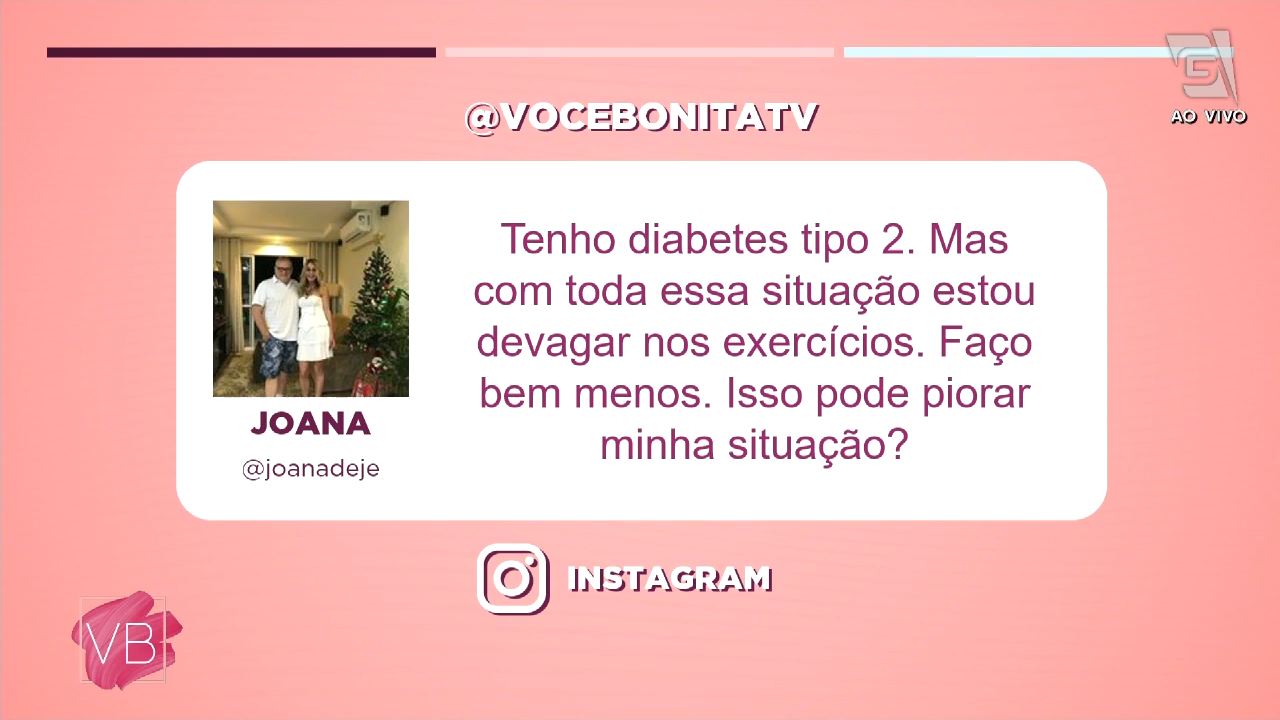 @VOCEBONITATV
G
AO VIVO
Tenho diabetes tipo 2. Mas
com toda essa situação estou
devagar nos exercícios. Faço
bem menos. Isso pode piorar
minha situação?
JOANA
@joanadeje
INSTAGRAM
VB